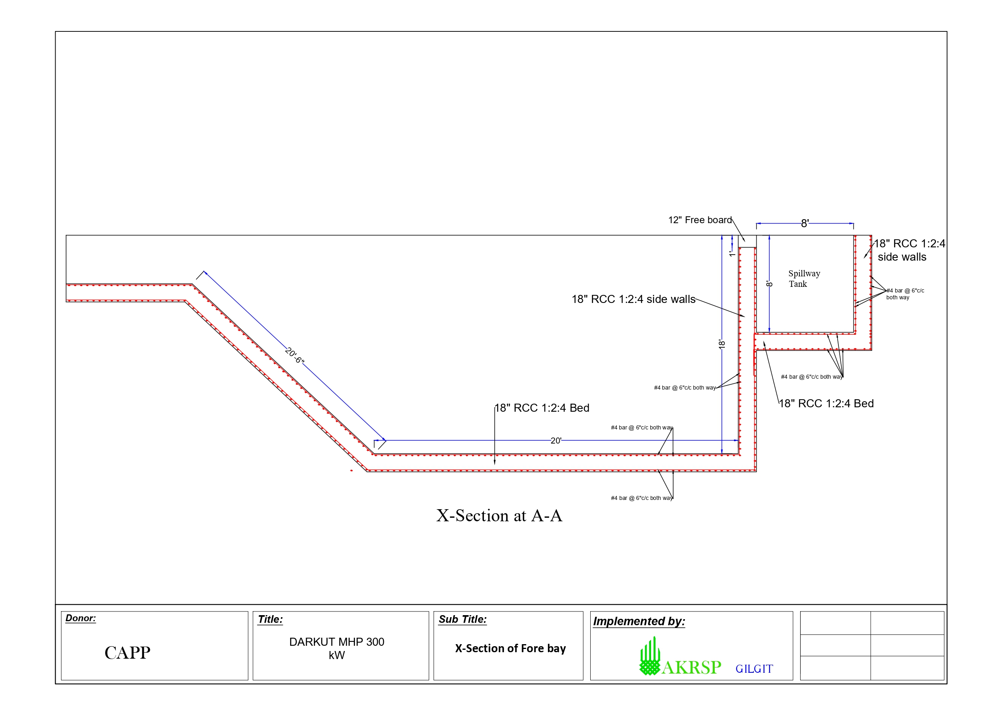 12" Free board
8'
18" RCC 1:2:4
side walls
1'
Spillway
Tank
8'
#4 bar @ 6"c/c
both way
18" RCC 1:2:4 side walls
18'
20'-6"
#4 bar @ 6"c/c both way
#4 bar @ 6"c/c both way
18" RCC 1:2:4 Bed
18" RCC 1:2:4 Bed
#4 bar @ 6"c/c both way
20'
#4 bar @ 6"c/c both way
X-Section at A-A
Donor:
CAPP
Title:
DARKUT MHP 300
kW
Sub Title:
X-Section of Fore bay
Implemented by:
AKRSP GILGIT